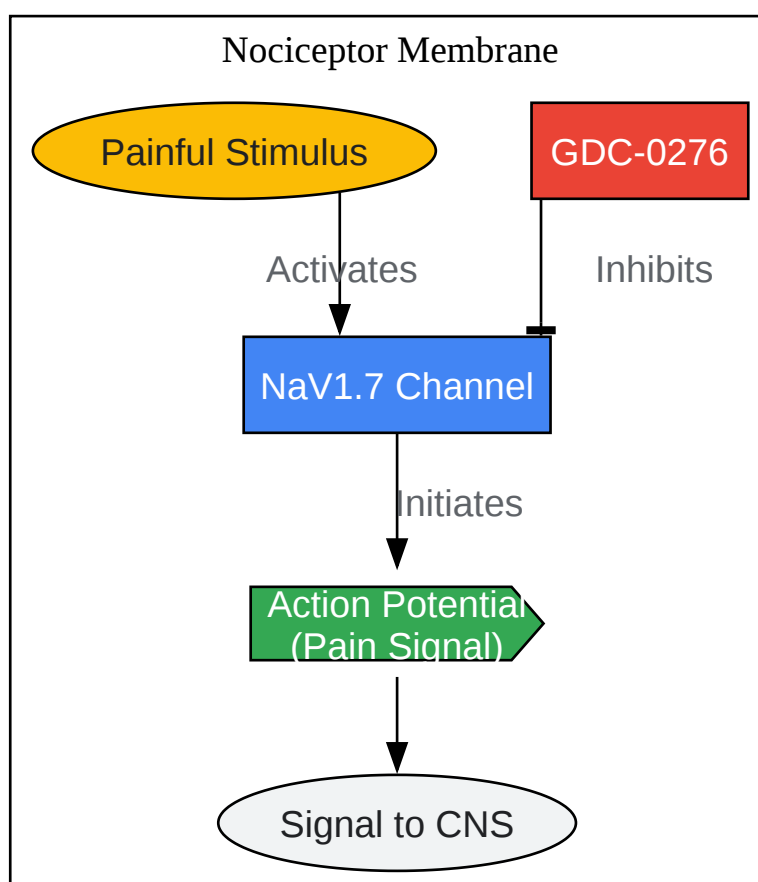 Nociceptor Membrane
Painful Stimulus
GDC-0276
Activates
Inhibits
NaV1.7 Channel
Initiates
Action Potential
(Pain Signal)
Signal to CNS